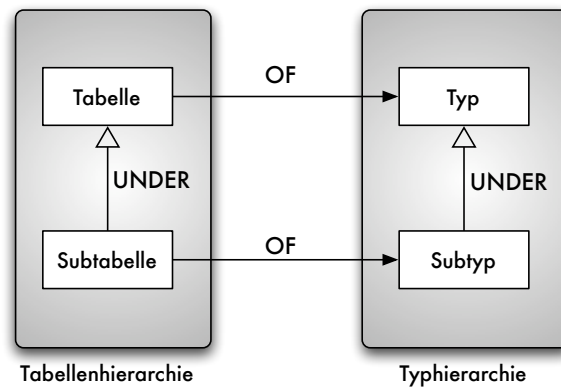 OF
Tabelle
Typ
UNDER
UNDER
OF
Subtabelle
Subtyp
Tabellenhierarchie
Typhierarchie